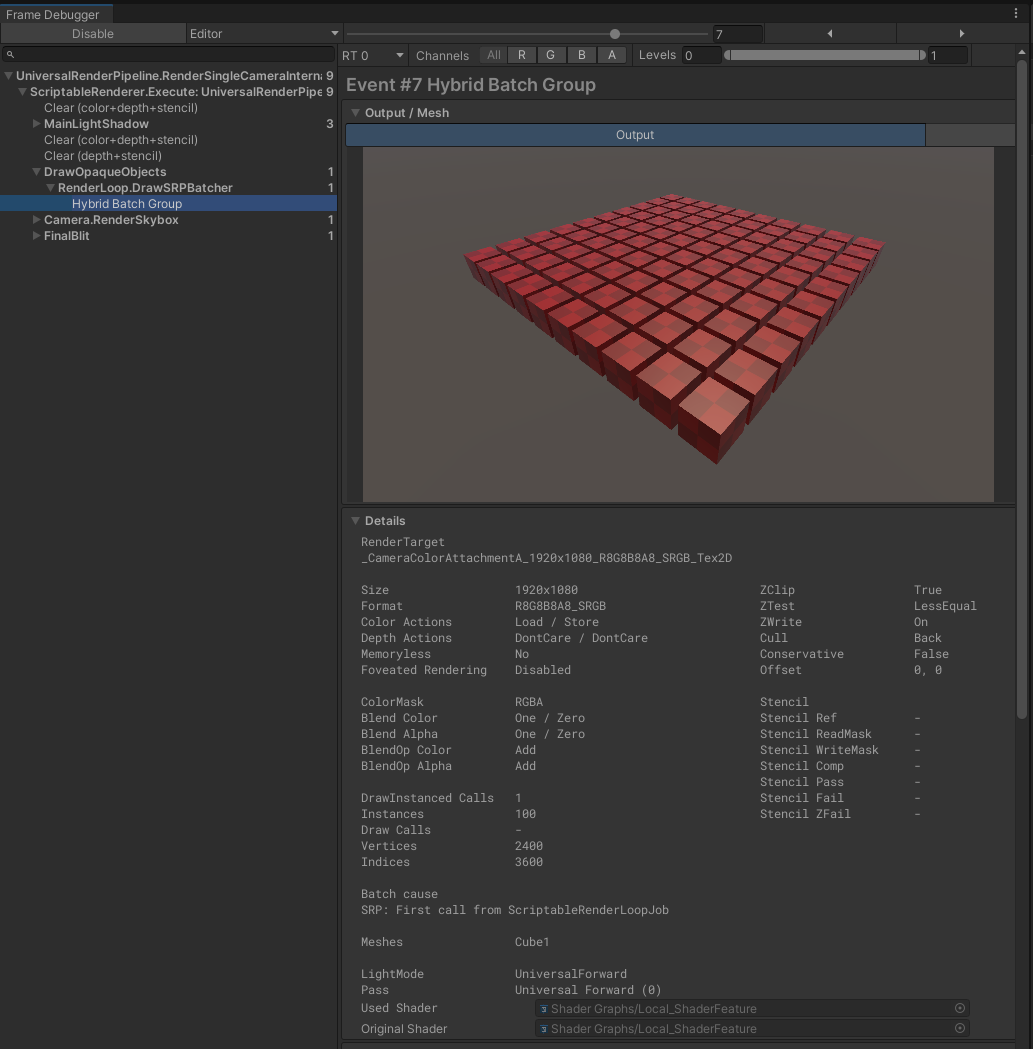 Frame Debugger
Disable
Editor
7
RT 0
Channels
All
R
G
B
A
Levels
0
1
UniversalRenderPipeline.RenderSingleCameraInterna 9
ScriptableRenderer.Execute: UniversalRenderPipe 9
Clear (color+depth+stencil)
MainLightShadow 3
Clear (color+depth+stencil)
Clear (depth+stencil)
DrawOpaqueObjects 1
RenderLoop.DrawSRPBatcher 1
Hybrid Batch Group
Camera.RenderSkybox 1
FinalBlit 1
Event #7 Hybrid Batch Group
Output / Mesh
Output
Details
RenderTarget
_CameraColorAttachmentA_1920x1080_R8G8B8A8_SRGB_Tex2D
Size 1920x1080 ZClip True
Format R8G8B8A8_SRGB ZTest LessEqual
Color Actions Load / Store ZWrite On
Depth Actions DontCare / DontCare Cull Back
Memoryless No Conservative False
Foveated Rendering Disabled Offset 0, 0
ColorMask RGBA Stencil
Blend Color One / Zero Stencil Ref -
Blend Alpha One / Zero Stencil ReadMask -
BlendOp Color Add Stencil WriteMask -
BlendOp Alpha Add Stencil Comp -
Stencil Pass -
DrawInstanced Calls 1 Stencil Fail -
Instances 100 Stencil ZFail -
Draw Calls -
Vertices 2400
Indices 3600
Batch cause
SRP: First call from ScriptableRenderLoopJob
Meshes Cube1
LightMode UniversalForward
Pass Universal Forward (0)
Used Shader Shader Graphs/Local_ShaderFeature
Original Shader Shader Graphs/Local_ShaderFeature